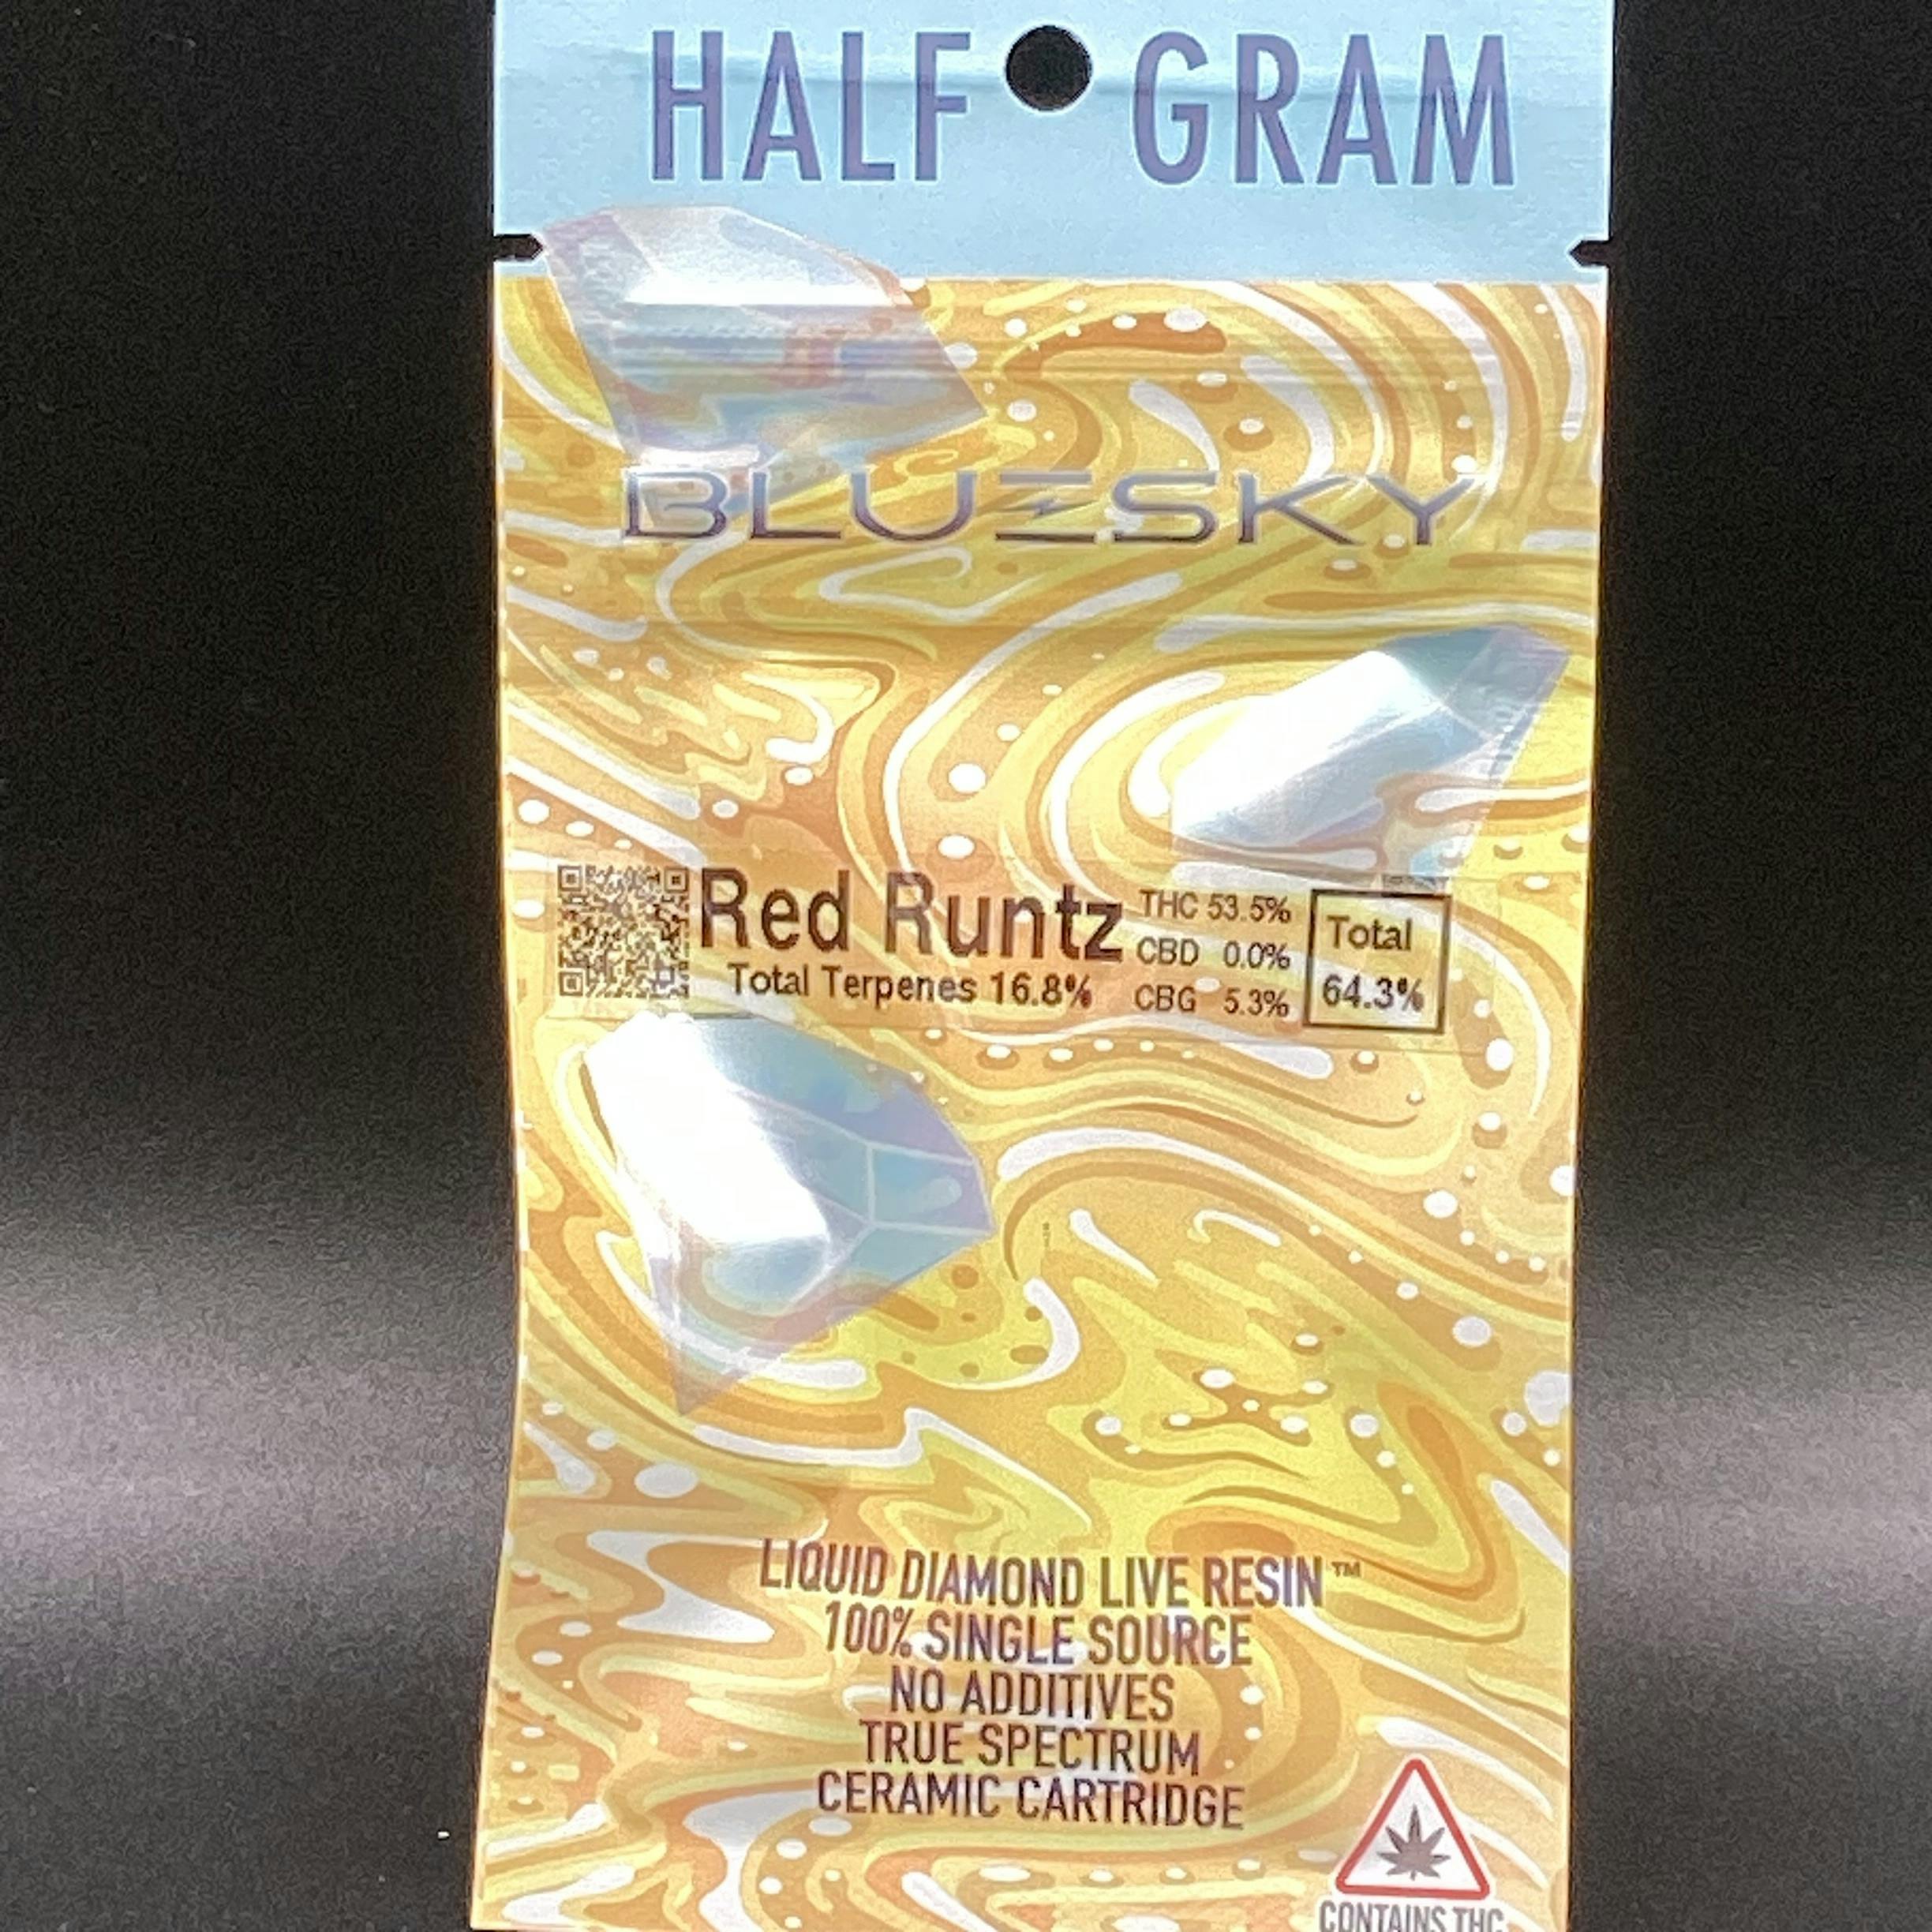 HALF GRAM
BLUESKY
Red Runtz
Total Terpenes 16.8%
THC 53.5%
CBD 0.0%
CBG 5.3%
Total
64.3%
LIQUID DIAMOND LIVE RESIN™
100% SINGLE SOURCE
NO ADDITIVES
TRUE SPECTRUM
CERAMIC CARTRIDGE
CONTAINS THC